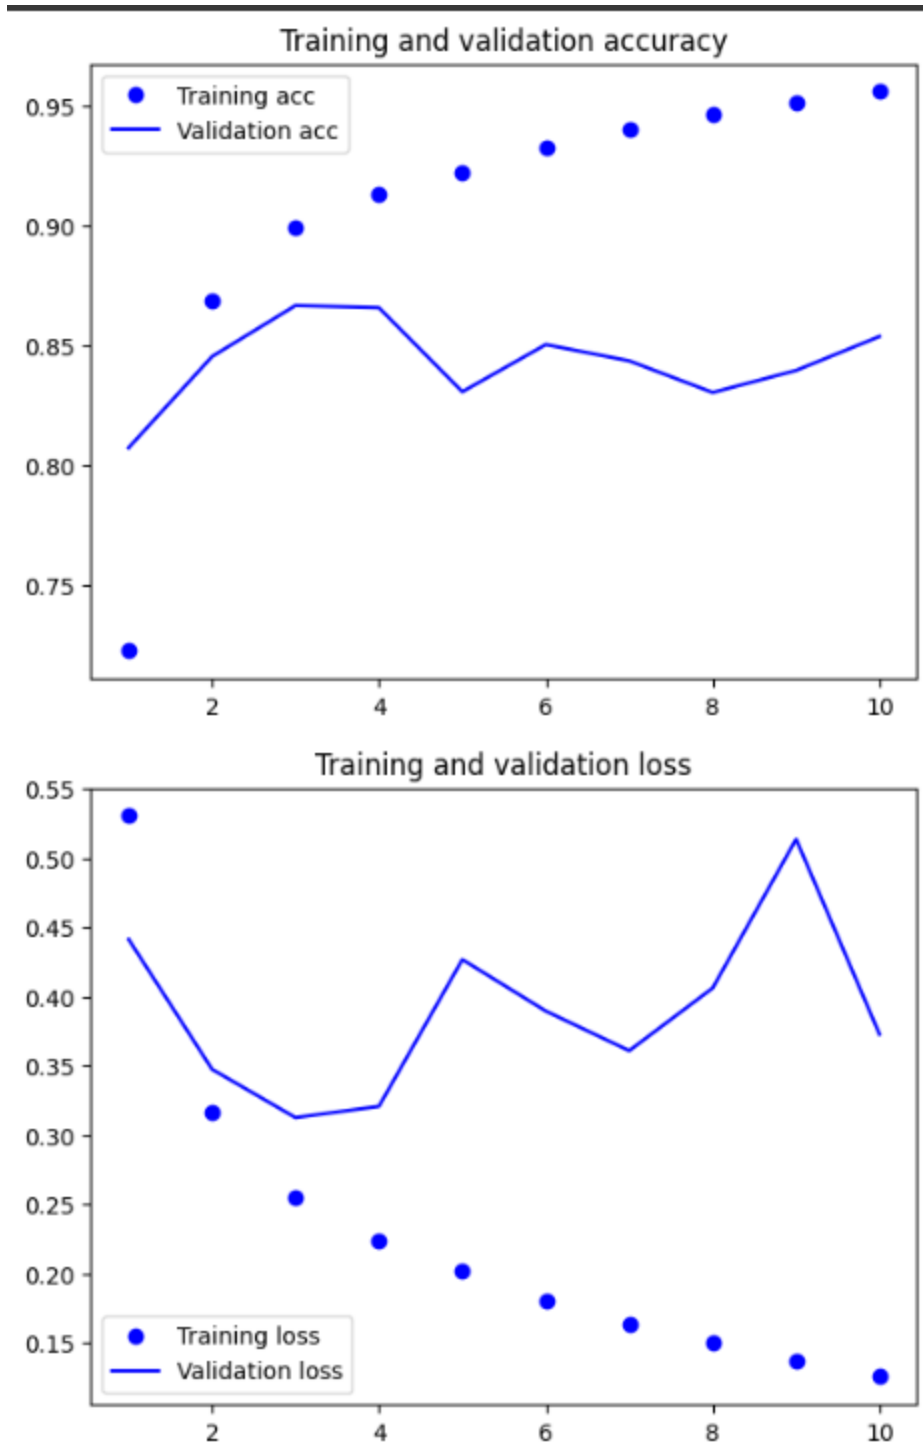 Training and validation accuracy
Training acc
Validation acc
0.95
0.90
0.85
0.80
0.75
2 4 6 8 10
Training and validation loss
0.55
0.50
0.45
0.40
0.35
0.30
0.25
0.20
0.15
Training loss
Validation loss
2 4 6 8 10